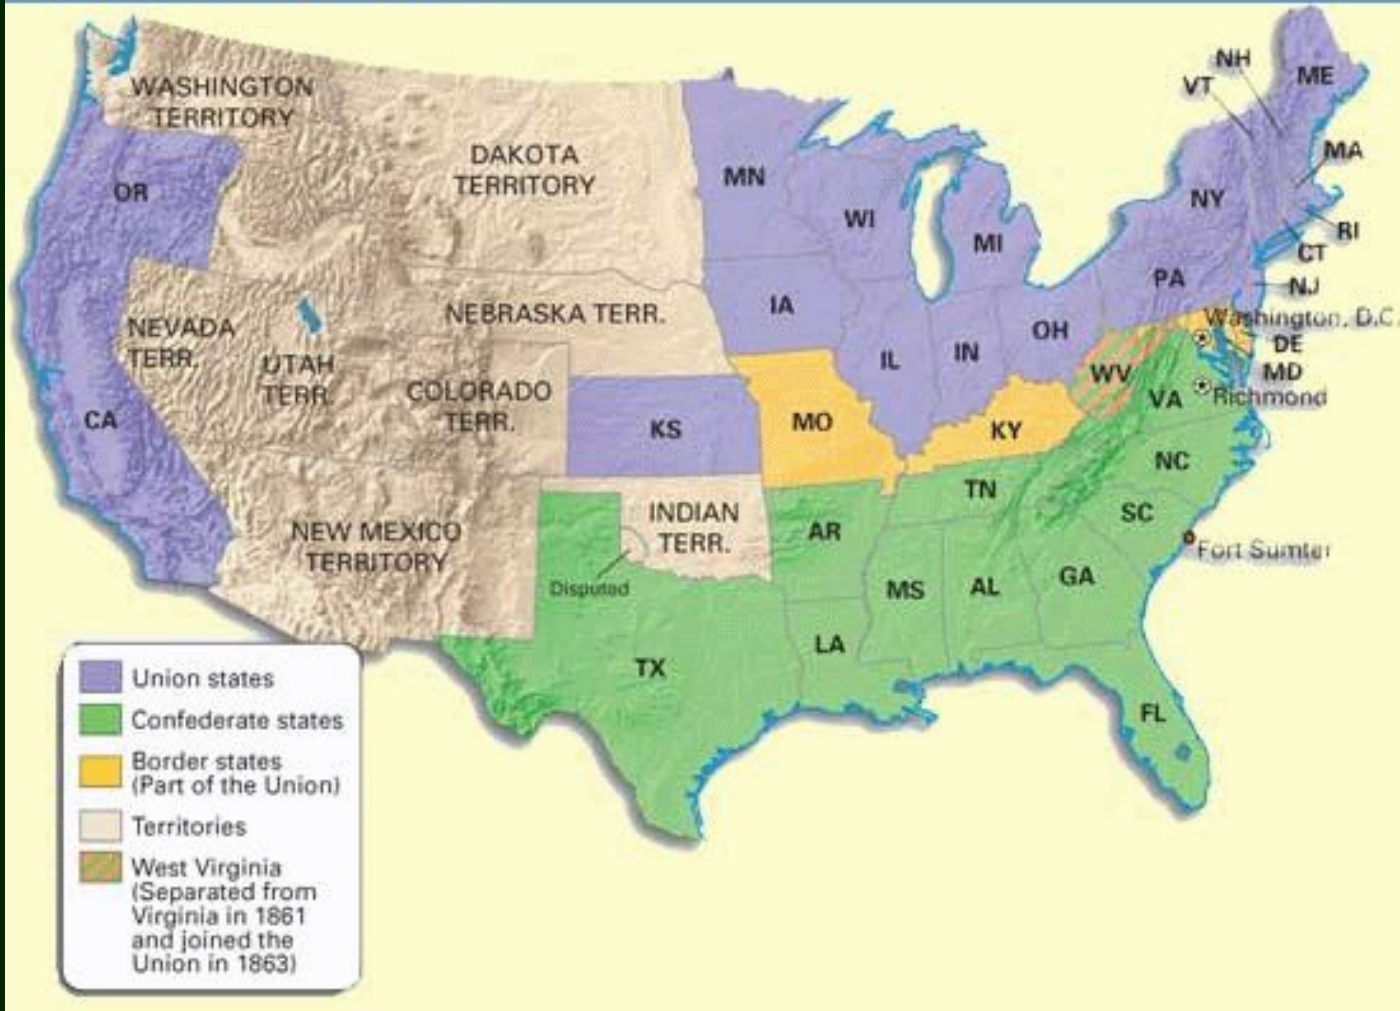 NH
VT
ME
WASHINGTON
TERRITORY
DAKOTA
TERRITORY
MN
MA
OR
NY
WI
MI
RI
CT
PA
NJ
IA
NEBRASKA TERR.
NEVADA
TERR.
UTAH
TERR.
OH
Washington, D.C.
DE
IL
IN
WV
MD
COLORADO
TERR.
VA
Richmond
CA
KS
MO
KY
NC
TN
SC
INDIAN
TERR.
AR
NEW MEXICO
TERRITORY
Fort Sumter
Disputed
MS
AL
GA
LA
TX
FL
Union states
Confederate states
Border states
(Part of the Union)
Territories
West Virginia
(Separated from
Virginia in 1861
and joined the
Union in 1863)